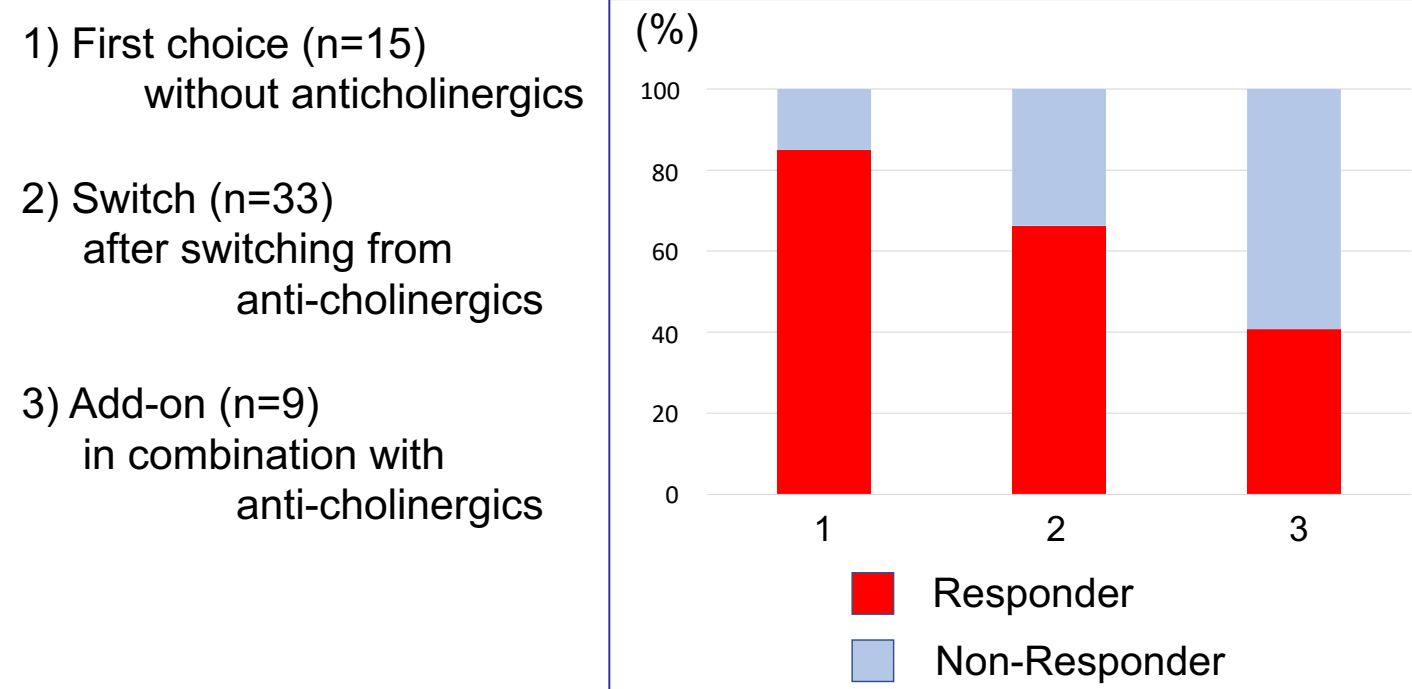 1) First choice (n=15)
without anticholinergics
2) Switch (n=33)
after switching from
anti-cholinergics
3) Add-on (n=9)
in combination with
anti-cholinergics
(%)
100
80
60
40
20
0
1 2 3
Responder
Non-Responder